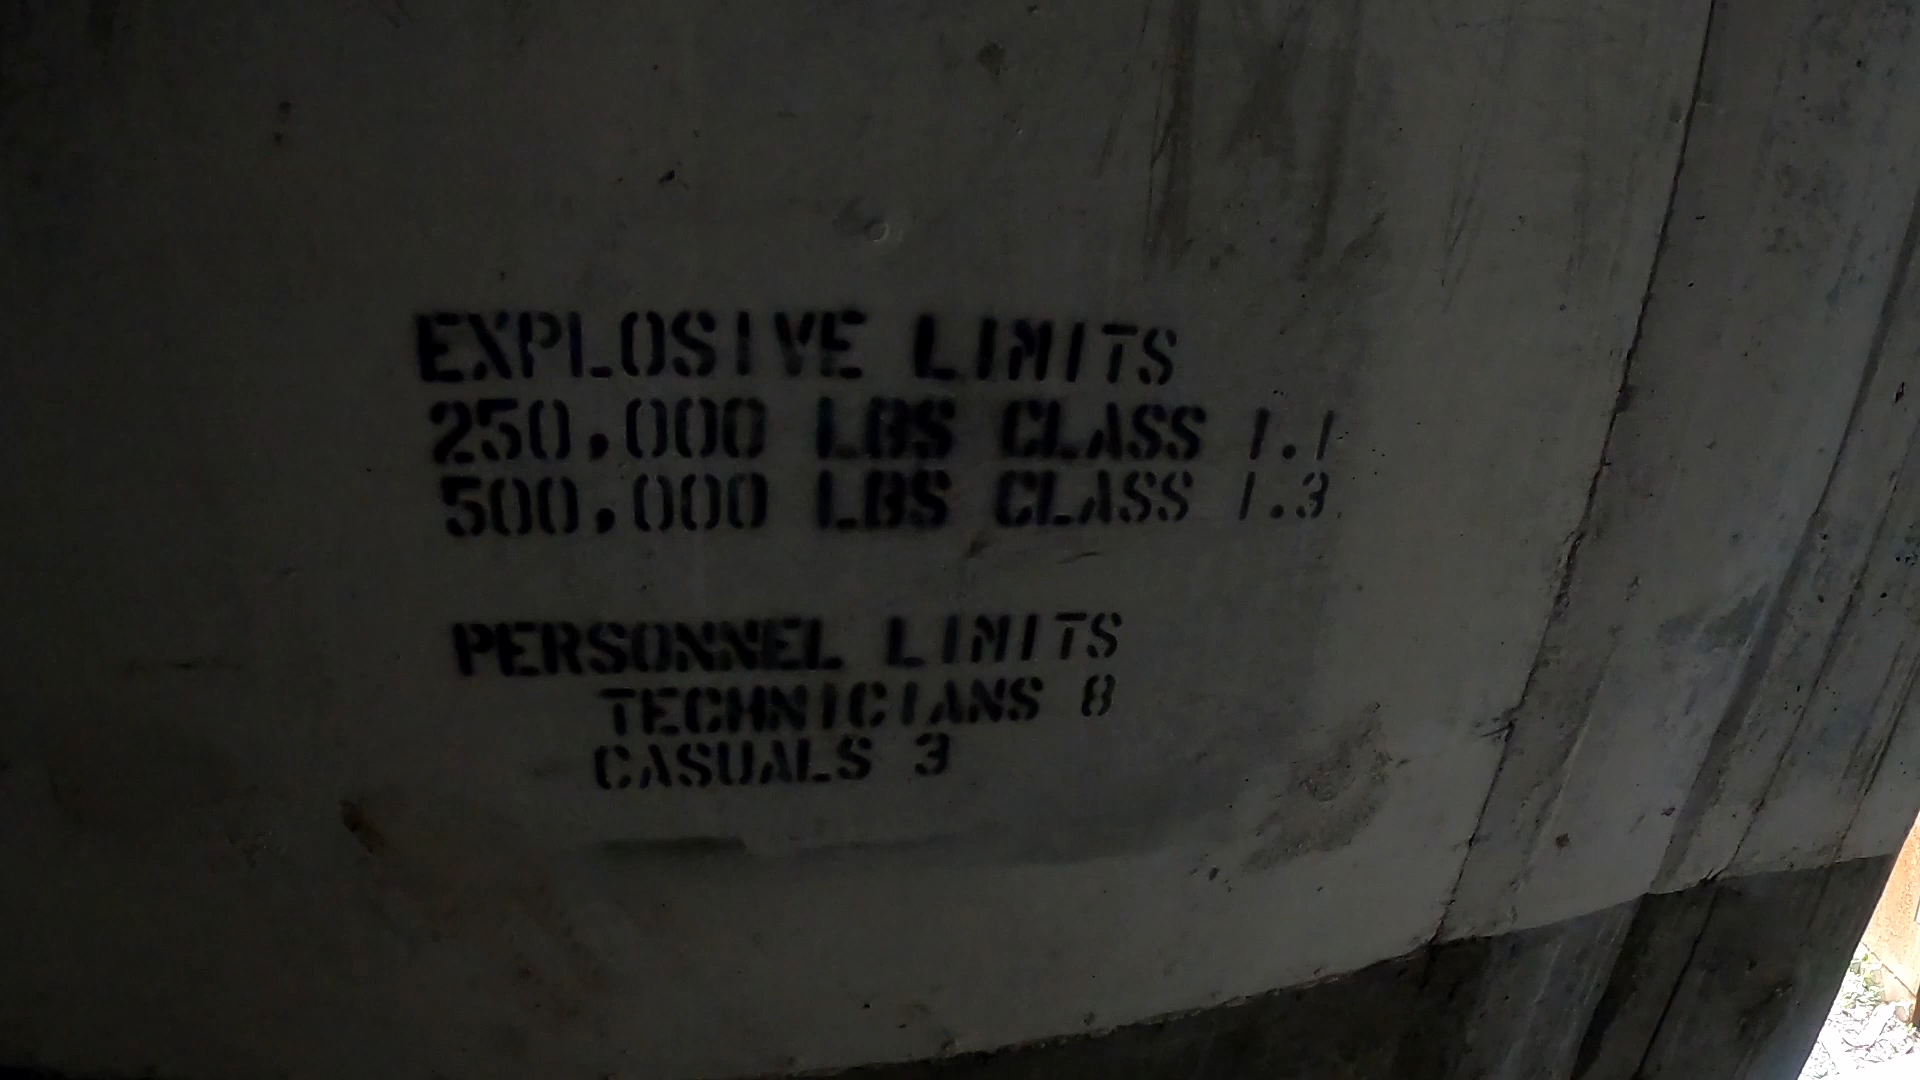 EXPLOSIVE LIMITS
250,000 LBS CLASS 1.1
500,000 LBS CLASS 1.3
PERSONNEL LIMITS
TECHNICIANS 8
CASUALS 3